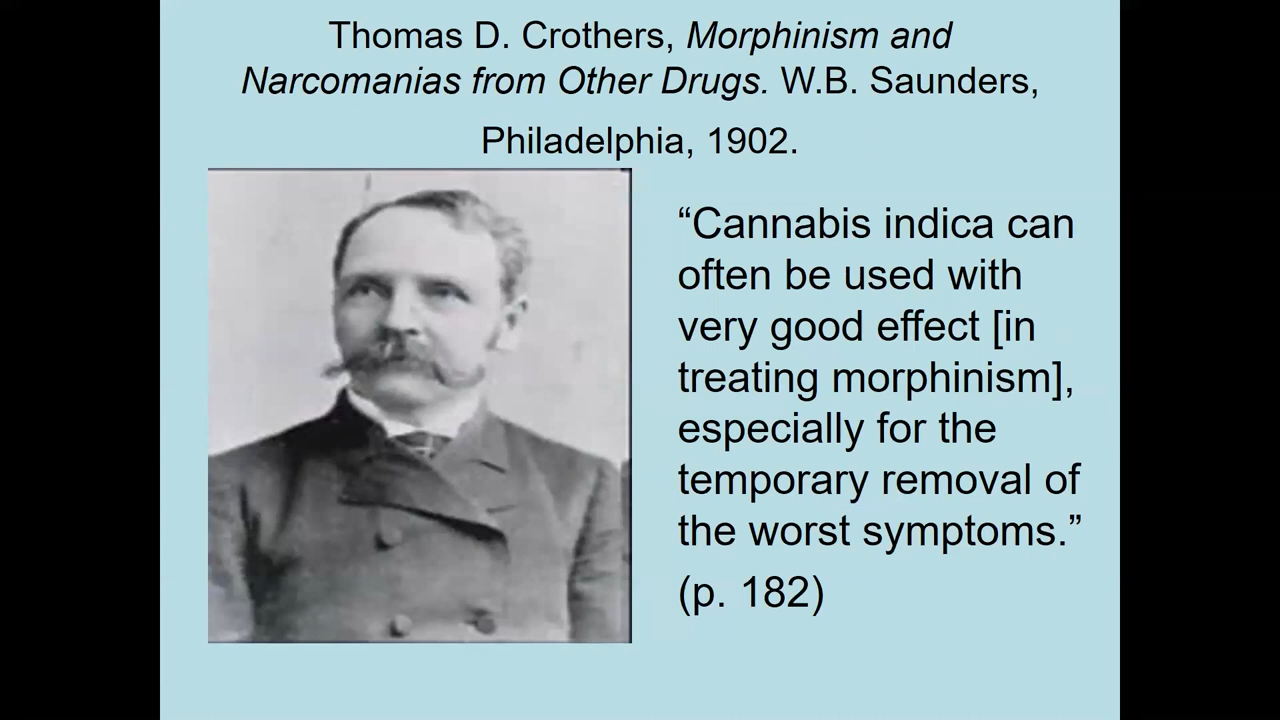 Thomas D. Crothers, Morphinism and
Narcomanias from Other Drugs. W.B. Saunders,
Philadelphia, 1902.
“Cannabis indica can
often be used with
very good effect [in
treating morphinism],
especially for the
temporary removal of
the worst symptoms.”
(p. 182)